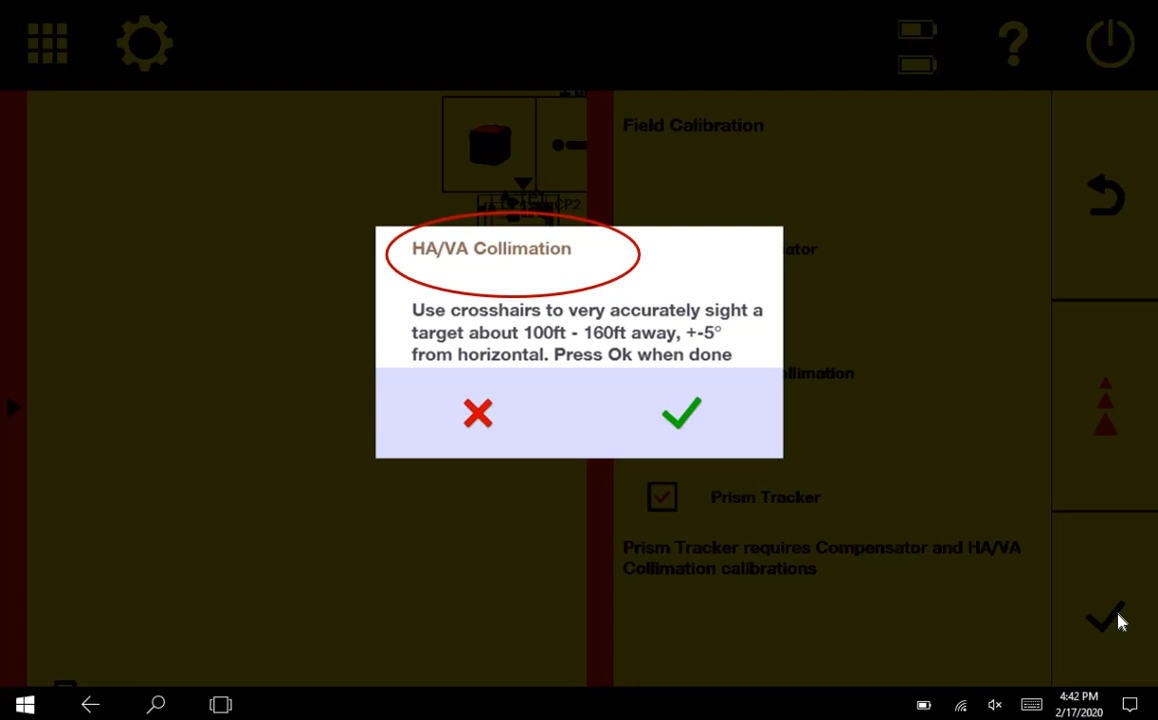 Field Calibration
CP2
HA/VA Collimation
Use crosshairs to very accurately sight a
target about 100ft - 160ft away, +-5°
from horizontal. Press Ok when done
Prism Tracker
Prism Tracker requires Compensator and HA/VA
Collimation calibrations
4:42 PM
2/17/2020